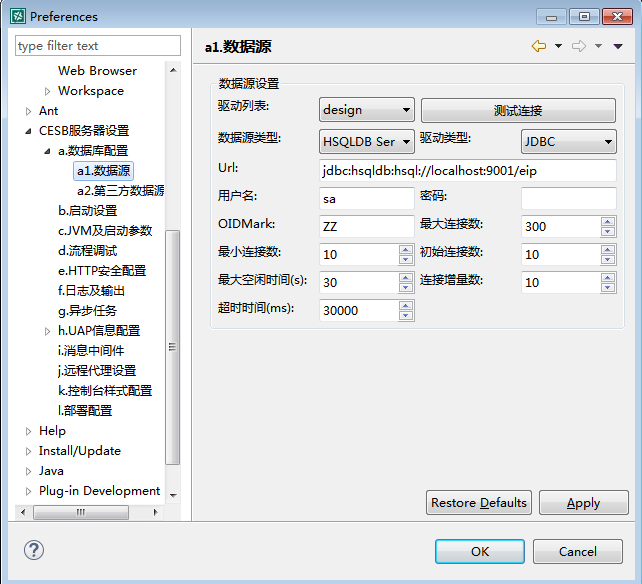 Preferences
type filter text
Web Browser
Workspace
Ant
CESB服务器设置
a.数据库配置
a1.数据源
a2.第三方数据源
b.启动设置
c.JVM及启动参数
d.流程调试
e.HTTP安全配置
f.日志及输出
g.异步任务
h.UAP信息配置
i.消息中间件
j.远程代理设置
k.控制台样式配置
l.部署配置
Help
Install/Update
Java
Plug-in Development
a1.数据源
数据源设置
驱动列表: design 测试连接
数据源类型: HSQLDB Ser 驱动类型: JDBC
Url: jdbc:hsqldb:hsql://localhost:9001/eip
用户名: sa 密码:
OIDMark: ZZ 最大连接数: 300
最小连接数: 10 初始连接数: 10
最大空闲时间(s): 30 连接增量数: 10
超时时间(ms): 30000
Restore Defaults Apply
? OK Cancel